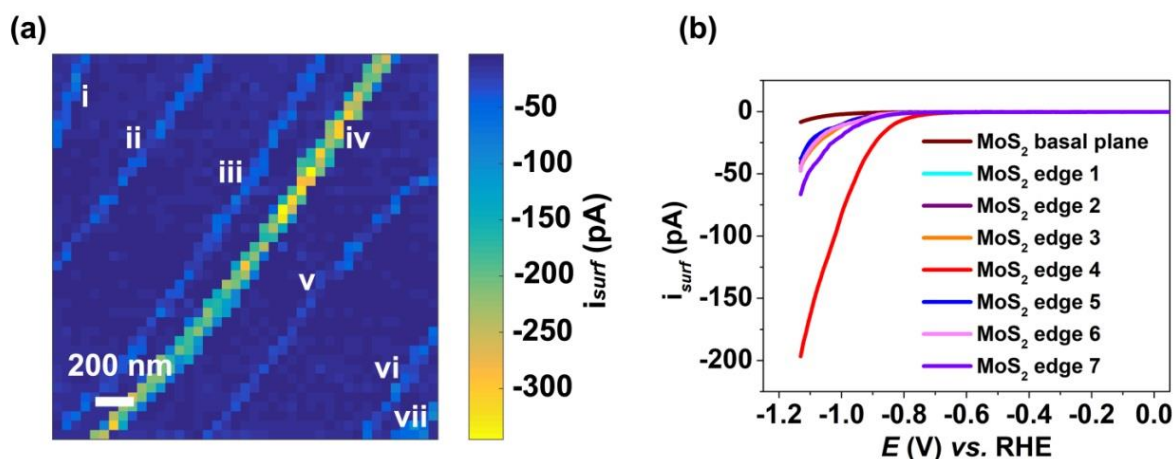 (a)
i
ii
iii
iv
v
vi
vii
200 nm
-50
-100
-150
-200
-250
-300
isurf (pA)
(b)
0
-50
-100
-150
-200
isurf (pA)
MoS2 basal plane
MoS2 edge 1
MoS2 edge 2
MoS2 edge 3
MoS2 edge 4
MoS2 edge 5
MoS2 edge 6
MoS2 edge 7
-1.2 -1.0 -0.8 -0.6 -0.4 -0.2 0.0
E (V) vs. RHE